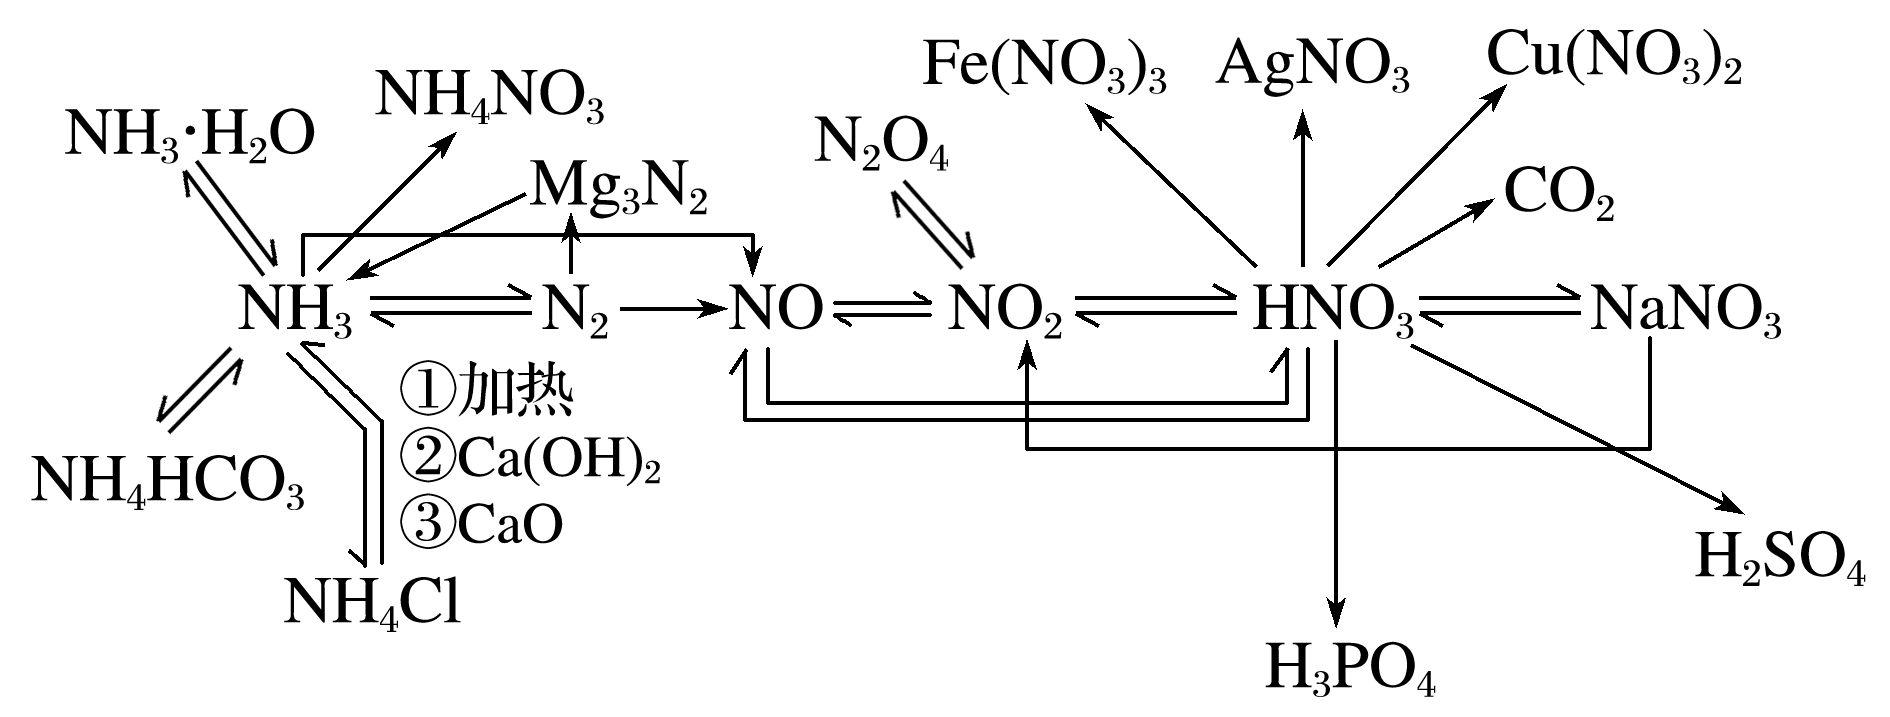 Fe(NO₃)₃ AgNO₃ Cu(NO₃)₂
NH₄NO₃
NH₃·H₂O
N₂O₄
Mg₃N₂
CO₂
NH₃ N₂ NO NO₂ HNO₃ NaNO₃
①加热
②Ca(OH)₂
③CaO
NH₄HCO₃
NH₄Cl
H₂SO₄
H₃PO₄